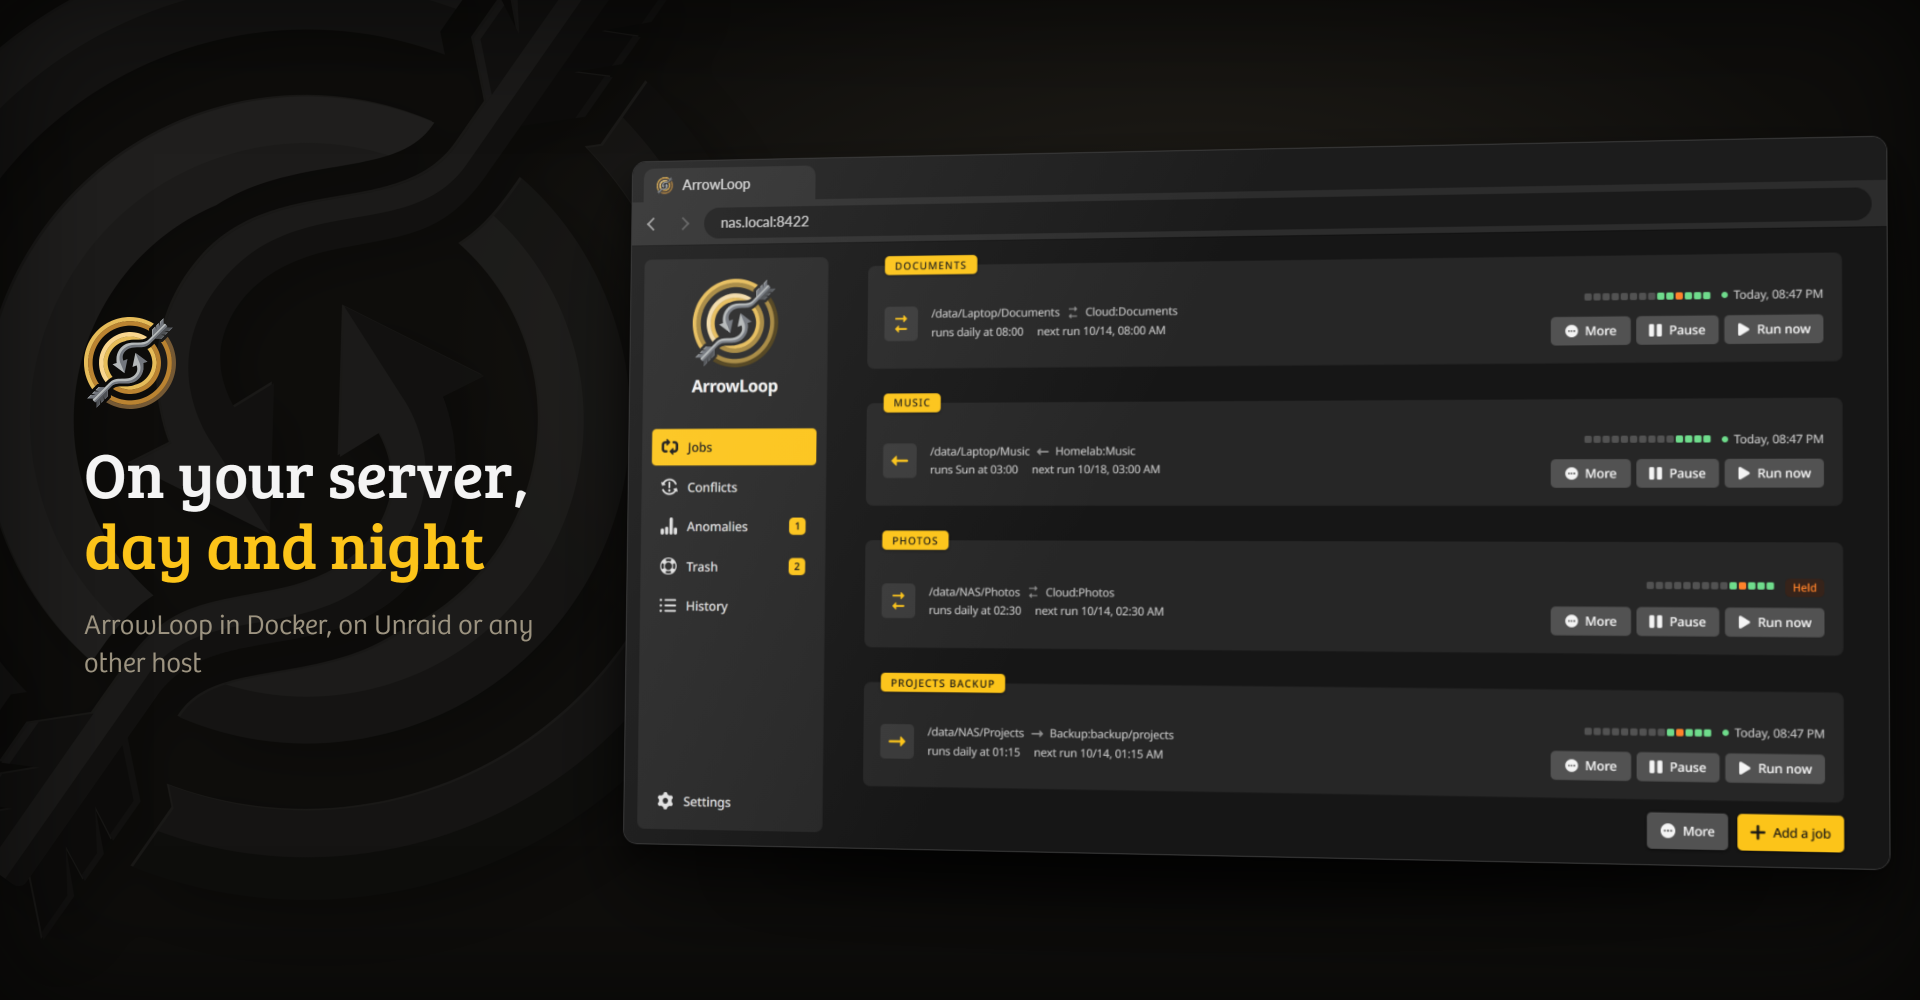 On your server,
day and night
ArrowLoop in Docker, on Unraid or any
other host
ArrowLoop
nas.local:8422
ArrowLoop
Jobs
Conflicts
Anomalies 1
Trash 2
History
Settings
DOCUMENTS
/data/Laptop/Documents Cloud:Documents
runs daily at 08:00 next run 10/14, 08:00 AM
Today, 08:47 PM
More Pause Run now
MUSIC
/data/Laptop/Music Homelab:Music
runs Sun at 03:00 next run 10/18, 03:00 AM
Today, 08:47 PM
More Pause Run now
PHOTOS
/data/NAS/Photos Cloud:Photos
runs daily at 02:30 next run 10/14, 02:30 AM
Held
More Pause Run now
PROJECTS BACKUP
/data/NAS/Projects Backup:backup/projects
runs daily at 01:15 next run 10/14, 01:15 AM
Today, 08:47 PM
More Pause Run now
More Add a job